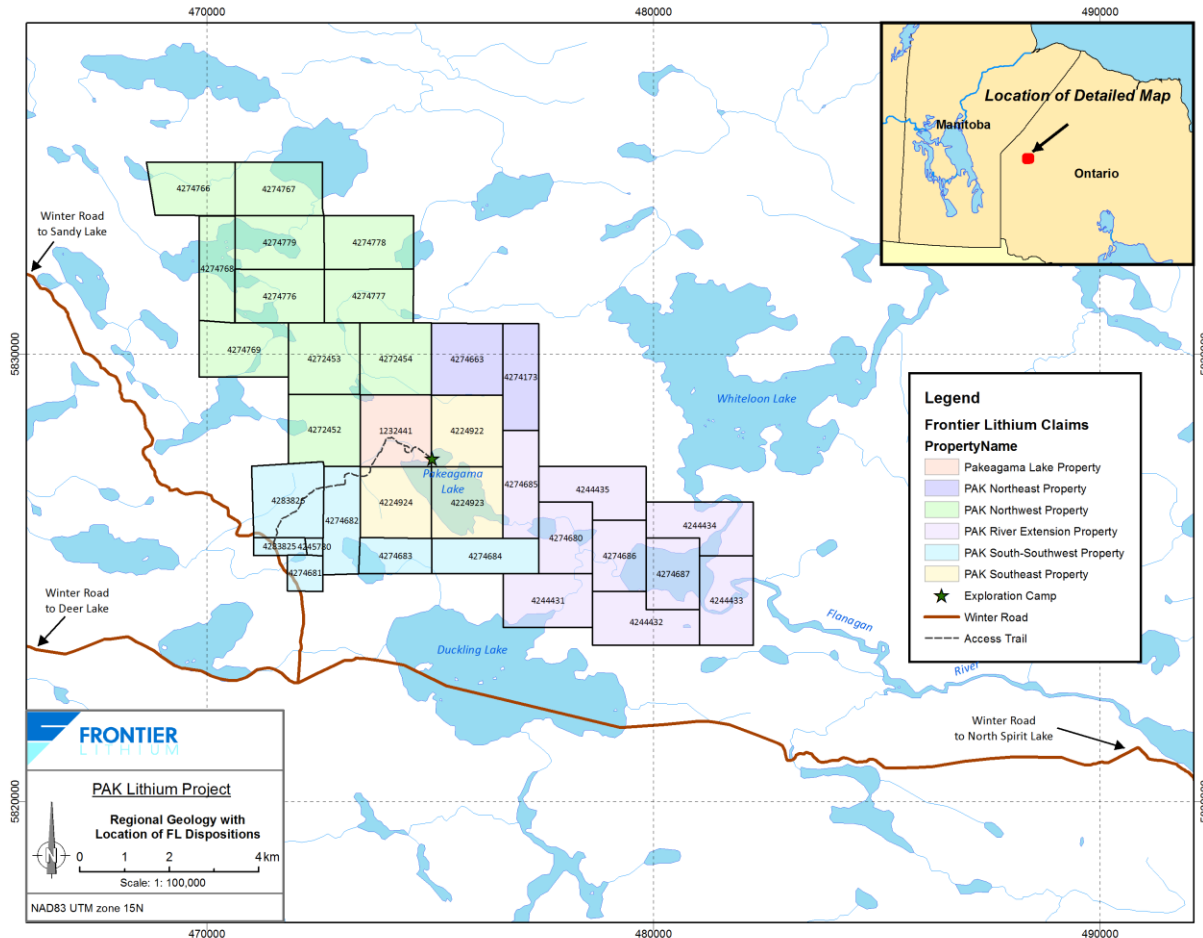 470000
480000
490000
Location of Detailed Map
Manitoba
Ontario
4274766
4274767
Winter Road
to Sandy Lake
4274779
4274778
4274768
4274776
4274777
4274769
4272453
4272454
4274663
4274173
5830000
5830000
Whiteloon Lake
4272452
1232441
4224922
Pakeagama
Lake
4283826
4274682
4224924
4224923
4274685
4244435
4274680
4244434
4283825
4245780
4274683
4274684
4274686
4274681
4274687
4244431
4244433
4244432
Winter Road
to Deer Lake
Duckling Lake
Flanagan
River
Legend
Frontier Lithium Claims
PropertyName
Pakeagama Lake Property
PAK Northeast Property
PAK Northwest Property
PAK River Extension Property
PAK South-Southwest Property
PAK Southeast Property
Exploration Camp
Winter Road
Access Trail
Winter Road
to North Spirit Lake
5820000
5820000
FRONTIER
LITHIUM
PAK Lithium Project
Regional Geology with
Location of FL Dispositions
N
0 1 2 4 km
Scale: 1: 100,000
NAD83 UTM zone 15N
470000
480000
490000